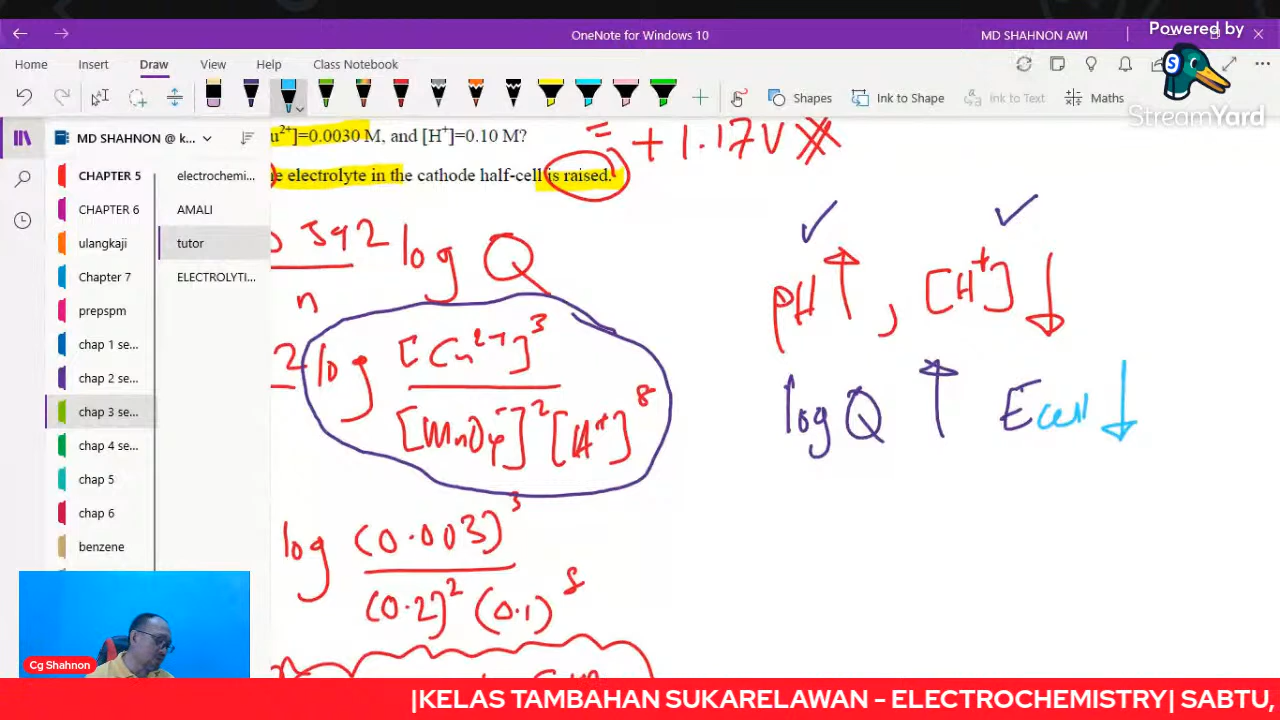 OneNote for Windows 10
MD SHAHNON AWI
Powered by
StreamYard
Home Insert Draw View Help Class Notebook
Shapes Ink to Shape Ink to Text Maths
MD SHAHNON @ k...
CHAPTER 5
CHAPTER 6
ulangkaji
Chapter 7
prepspm
chap 1 se...
chap 2 se...
chap 3 se...
chap 4 se...
chap 5
chap 6
benzene
electrochemi...
AMALI
tutor
ELECTROLYTI...
u²⁺]=0.0030 M, and [H⁺]=0.10 M?
e electrolyte in the cathode half-cell is raised.
= + 1.17V
592 log Q
n
2 log [Cu²⁺]³
[MnO₄⁻]² [H⁺]⁸
log (0.003)³
(0.2)² (0.1)⁸
pH ↑, [H⁺] ↓
log Q ↑ Ecell ↓
Cg Shahnon
|KELAS TAMBAHAN SUKARELAWAN - ELECTROCHEMISTRY| SABTU,